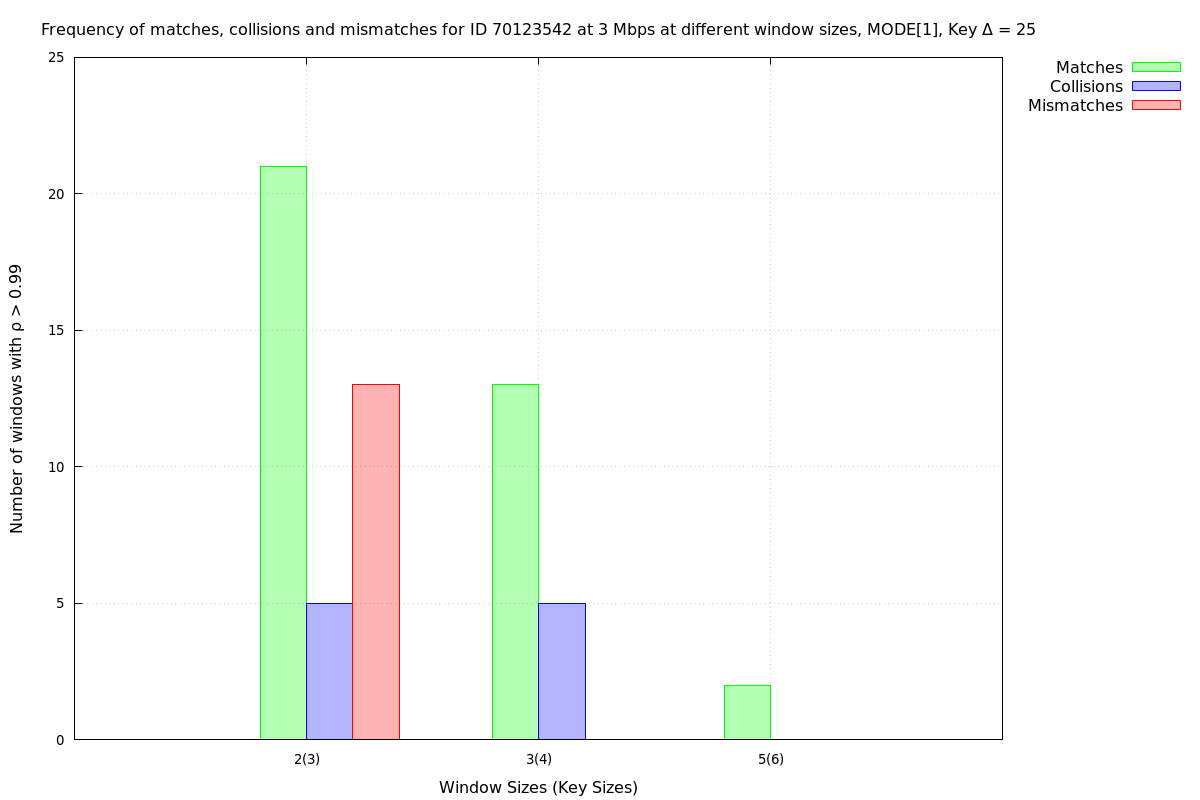 Frequency of matches, collisions and mismatches for ID 70123542 at 3 Mbps at different window sizes, MODE[1], Key Δ = 25
Matches
Collisions
Mismatches
Number of windows with ρ > 0.99
25
20
15
10
5
0
2(3)
3(4)
5(6)
Window Sizes (Key Sizes)